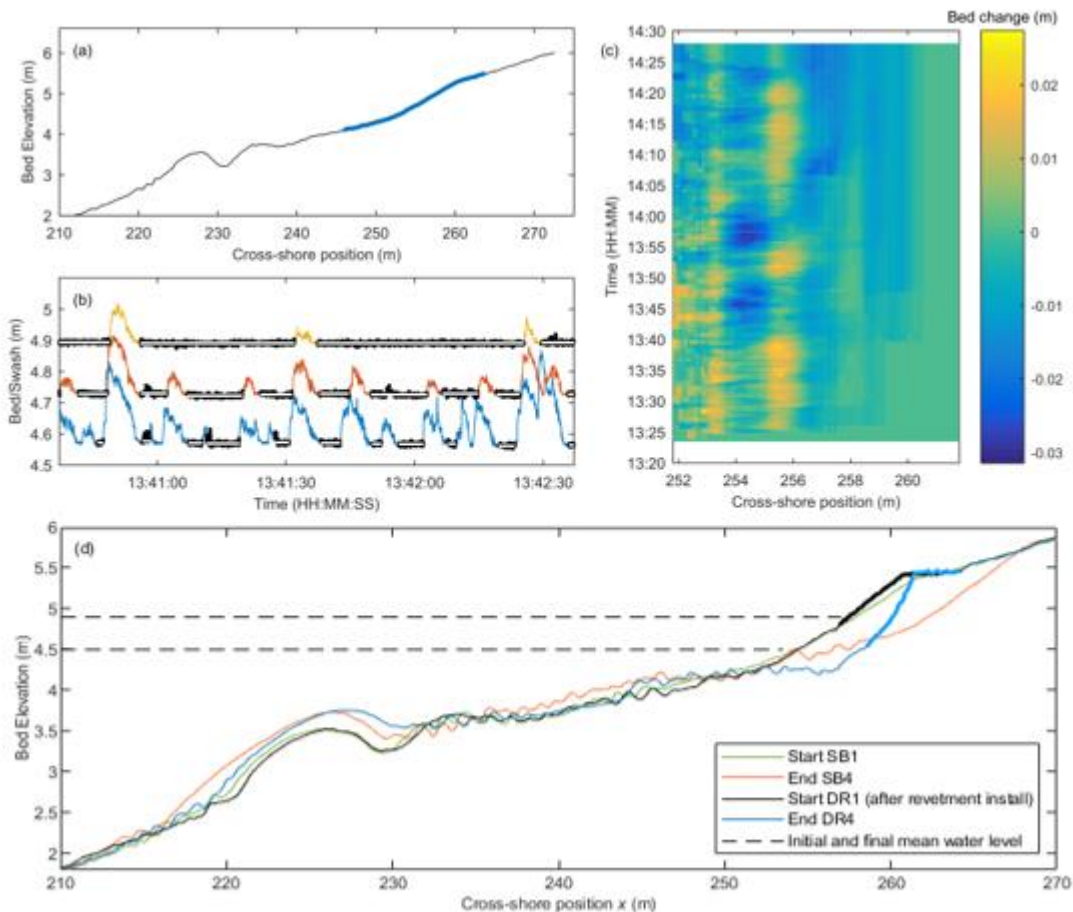 (a)
Bed Elevation (m)
6
5
4
3
2
210 220 230 240 250 260 270
Cross-shore position (m)
(b)
Bed/Swash (m)
5
4.9
4.8
4.7
4.6
4.5
13:41:00 13:41:30 13:42:00 13:42:30
Time (HH:MM:SS)
(c)
Time (HH:MM)
14:30
14:25
14:20
14:15
14:10
14:05
14:00
13:55
13:50
13:45
13:40
13:35
13:30
13:25
13:20
252 254 256 258 260
Cross-shore position (m)
Bed change (m)
0.02
0.01
0
-0.01
-0.02
-0.03
(d)
Bed Elevation (m)
6
5.5
5
4.5
4
3.5
3
2.5
2
210 220 230 240 250 260 270
Cross-shore position x (m)
Start SB1
End SB4
Start DR1 (after revetment install)
End DR4
Initial and final mean water level